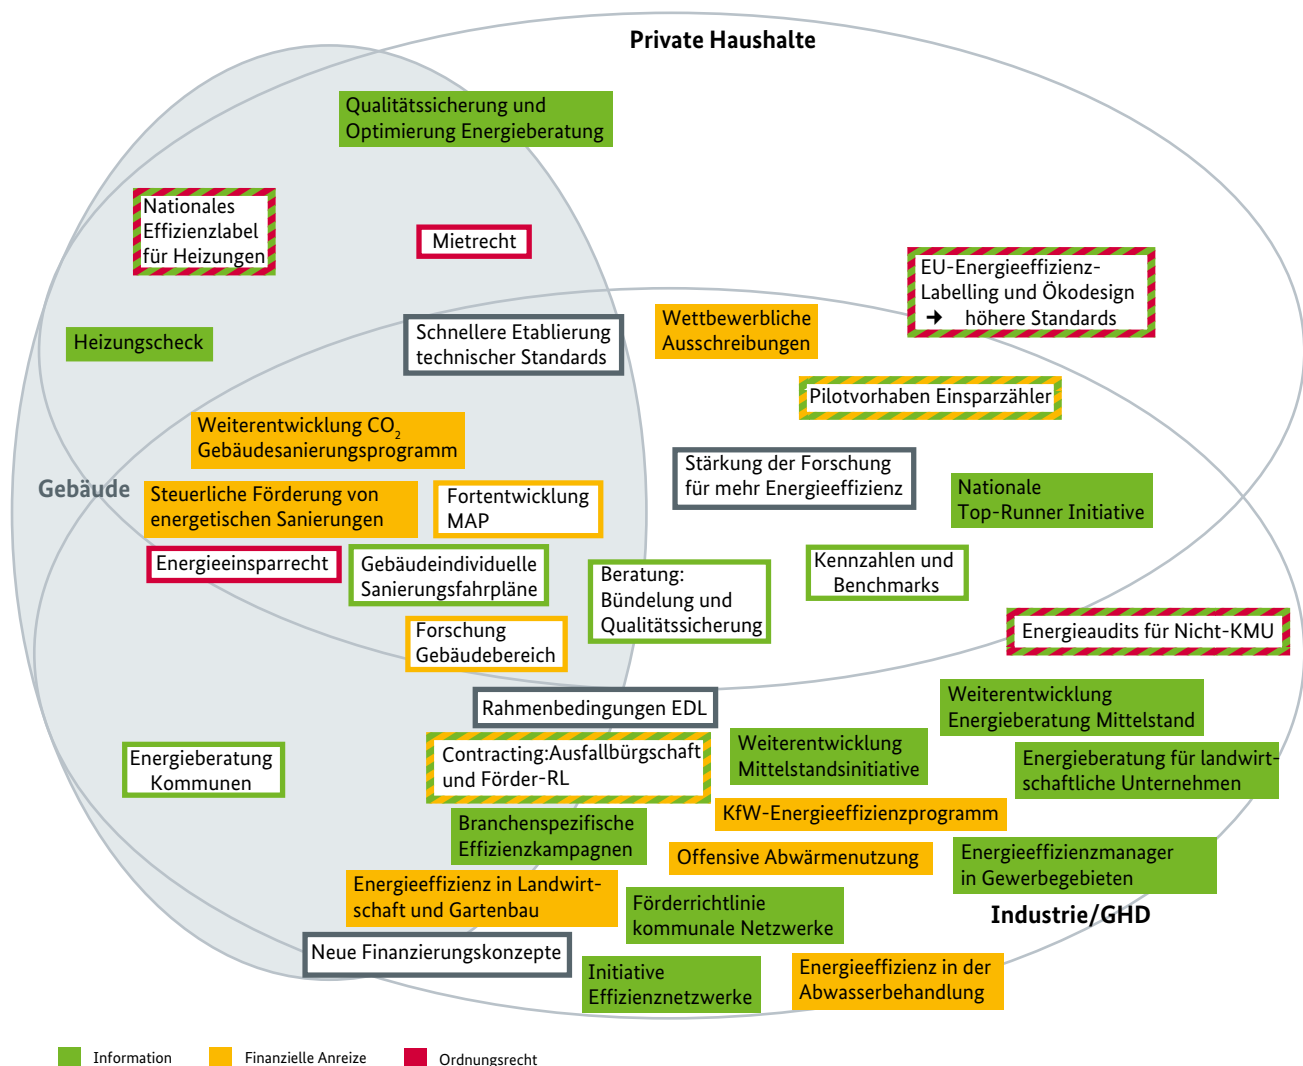 Private Haushalte
Qualitätssicherung und
Optimierung Energieberatung
Nationales
Effizienzlabel
für Heizungen
Mietrecht
EU-Energieeffizienz-
Labelling und Ökodesign
➔ höhere Standards
Heizungscheck
Schnellere Etablierung
technischer Standards
Wettbewerbliche
Ausschreibungen
Pilotvorhaben Einsparzähler
Weiterentwicklung CO₂
Gebäudesanierungsprogramm
Gebäude
Steuerliche Förderung von
energetischen Sanierungen
Fortentwicklung
MAP
Stärkung der Forschung
für mehr Energieeffizienz
Nationale
Top-Runner Initiative
Energieeinsparrecht
Gebäudeindividuelle
Sanierungsfahrpläne
Beratung:
Bündelung und
Qualitätssicherung
Kennzahlen und
Benchmarks
Forschung
Gebäudebereich
Energieaudits für Nicht-KMU
Rahmenbedingungen EDL
Weiterentwicklung
Energieberatung Mittelstand
Energieberatung
Kommunen
Contracting:Ausfallbürgschaft
und Förder-RL
Weiterentwicklung
Mittelstandsinitiative
Energieberatung für landwirt-
schaftliche Unternehmen
KfW-Energieeffizienzprogramm
Branchenspezifische
Effizienzkampagnen
Offensive Abwärmenutzung
Energieeffizienzmanager
in Gewerbegebieten
Energieeffizienz in Landwirt-
schaft und Gartenbau
Förderrichtlinie
kommunale Netzwerke
Industrie/GHD
Neue Finanzierungskonzepte
Initiative
Effizienznetzwerke
Energieeffizienz in der
Abwasserbehandlung
Information
Finanzielle Anreize
Ordnungsrecht